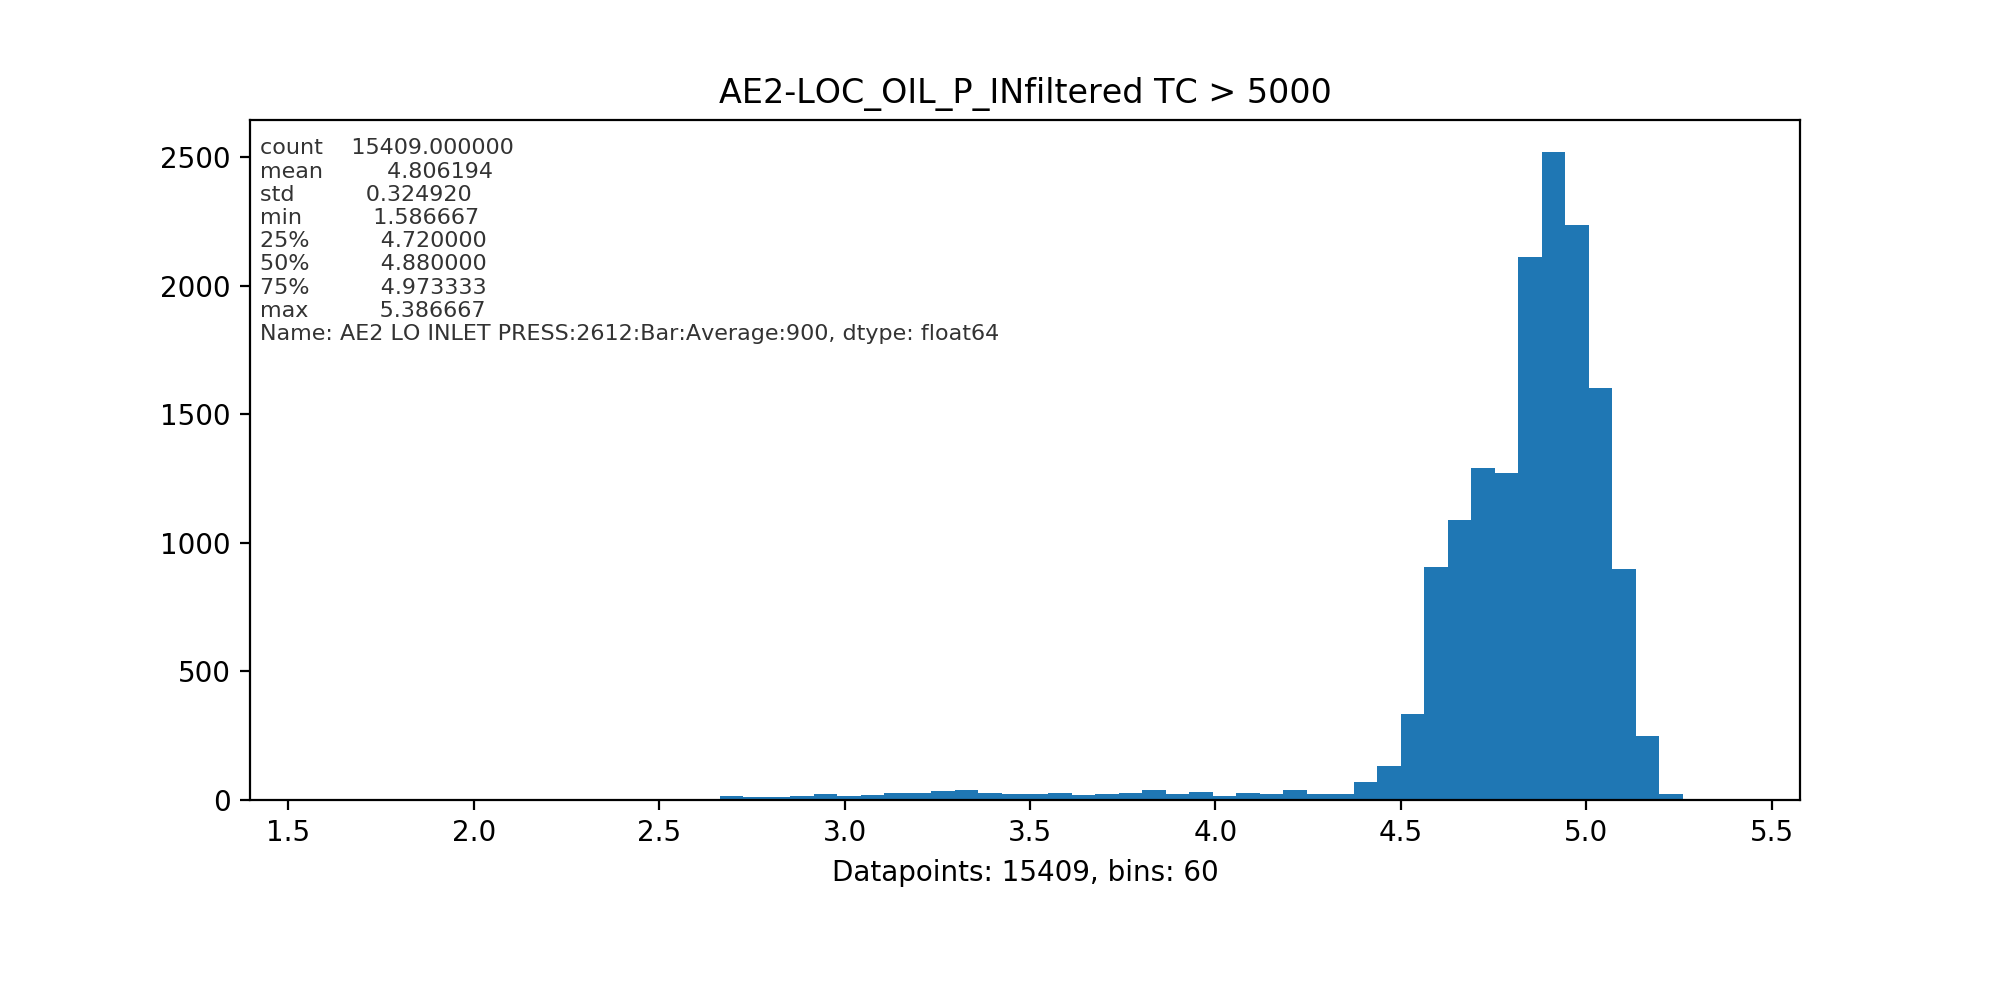 AE2-LOC_OIL_P_INfiltered TC > 5000
count 15409.000000
mean 4.806194
std 0.324920
min 1.586667
25% 4.720000
50% 4.880000
75% 4.973333
max 5.386667
Name: AE2 LO INLET PRESS:2612:Bar:Average:900, dtype: float64
2500
2000
1500
1000
500
0
1.5 2.0 2.5 3.0 3.5 4.0 4.5 5.0 5.5
Datapoints: 15409, bins: 60